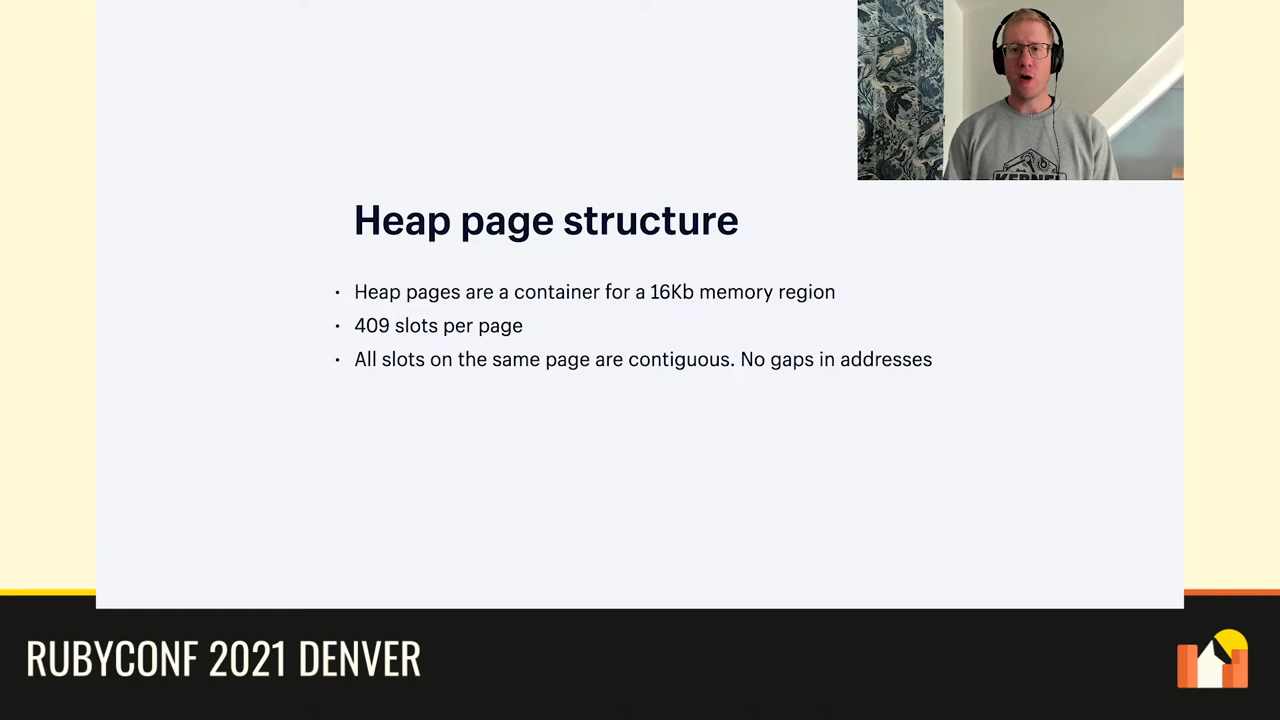 KERNEL
Heap page structure
· Heap pages are a container for a 16Kb memory region
· 409 slots per page
· All slots on the same page are contiguous. No gaps in addresses
RUBYCONF 2021 DENVER